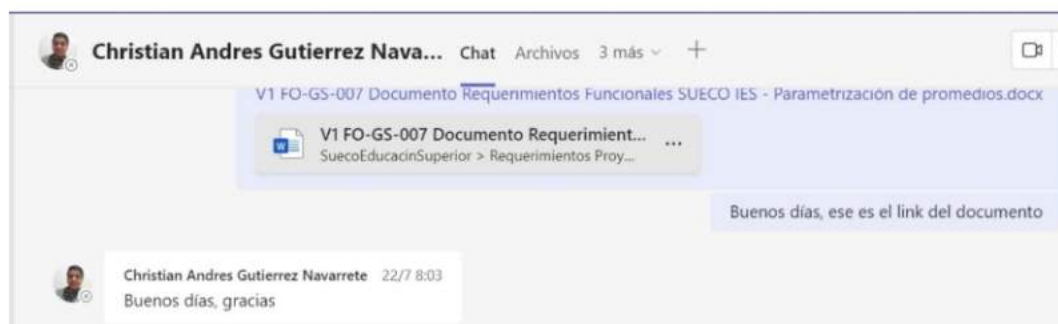 Christian Andres Gutierrez Nava... Chat Archivos 3 más
V1 FO-GS-007 Documento Requerimientos Funcionales SUECO IES - Parametrización de promedios.docx
V1 FO-GS-007 Documento Requerimient... ...
SuecoEducacinSuperior > Requerimientos Proy...
Buenos días, ese es el link del documento
Christian Andres Gutierrez Navarrete 22/7 8:03
Buenos días, gracias